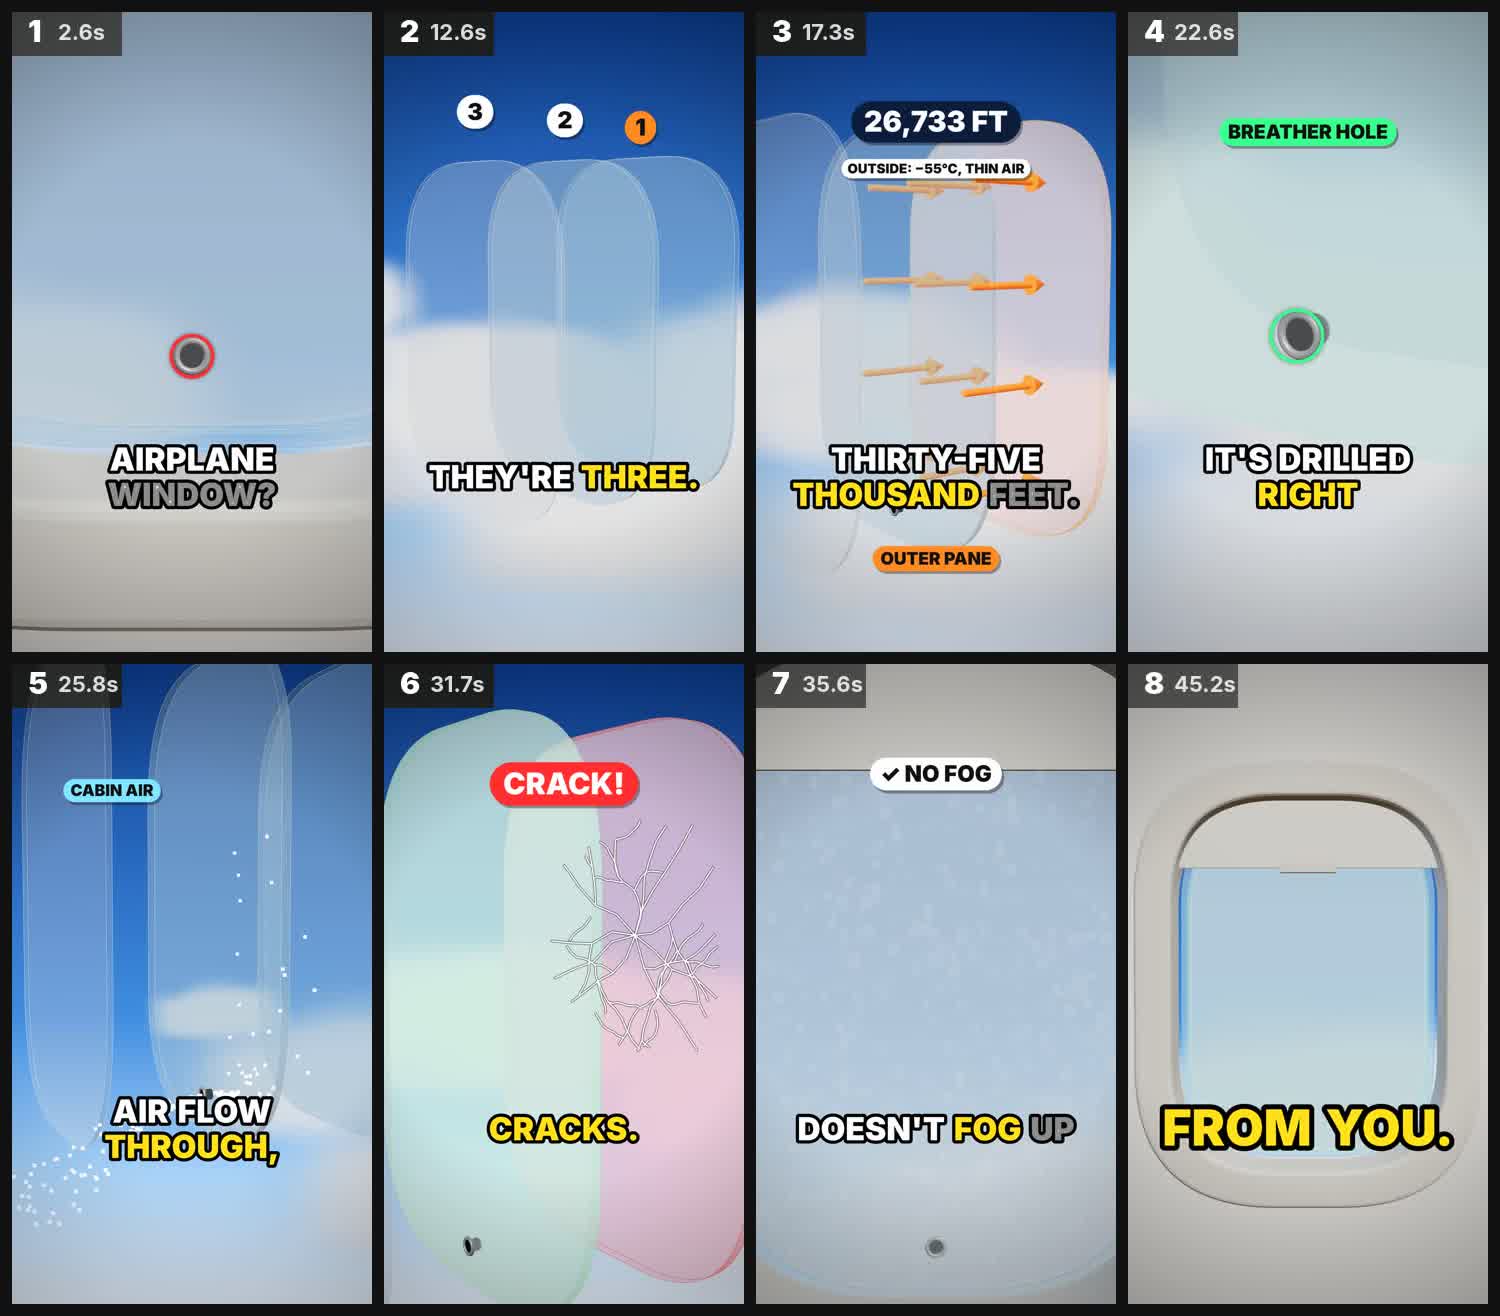 1 2.6s
AIRPLANE
WINDOW?
2 12.6s
3 2 1
THEY'RE THREE.
3 17.3s
26,733 FT
OUTSIDE: −55°C, THIN AIR
THIRTY-FIVE
THOUSAND FEET.
OUTER PANE
4 22.6s
BREATHER HOLE
IT'S DRILLED
RIGHT
5 25.8s
CABIN AIR
AIR FLOW
THROUGH,
6 31.7s
CRACK!
CRACKS.
7 35.6s
✓ NO FOG
DOESN'T FOG UP
8 45.2s
FROM YOU.